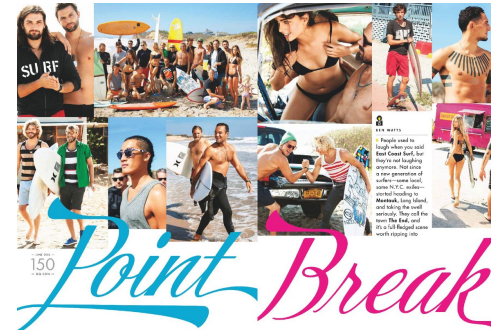 SURF
KEN WATTS
People used to
laugh when you said
East Coast Surf, but
they're not laughing
anymore. Not since
a new generation of
surfers—some local,
some N.Y.C. exiles—
started heading to
Montauk, Long Island,
and taking the swell
seriously. They call the
town The End, and
it's a full-fledged scene
worth ripping into
150
Point
Break